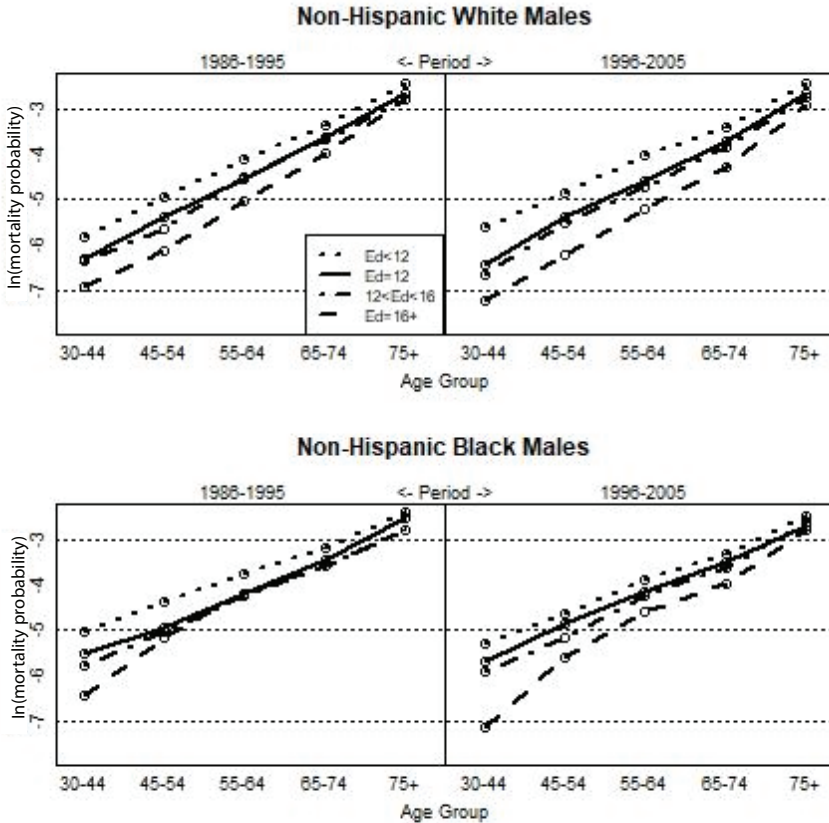 Non-Hispanic White Males
1986-1995 <- Period -> 1996-2005
ln(mortality probability)
-3
-4
-5
-6
-7
Ed<12
Ed=12
12<Ed<16
Ed=16+
30-44 45-54 55-64 65-74 75+ 30-44 45-54 55-64 65-74 75+
Age Group
Non-Hispanic Black Males
1986-1995 <- Period -> 1996-2005
ln(mortality probability)
-3
-4
-5
-6
-7
30-44 45-54 55-64 65-74 75+ 30-44 45-54 55-64 65-74 75+
Age Group